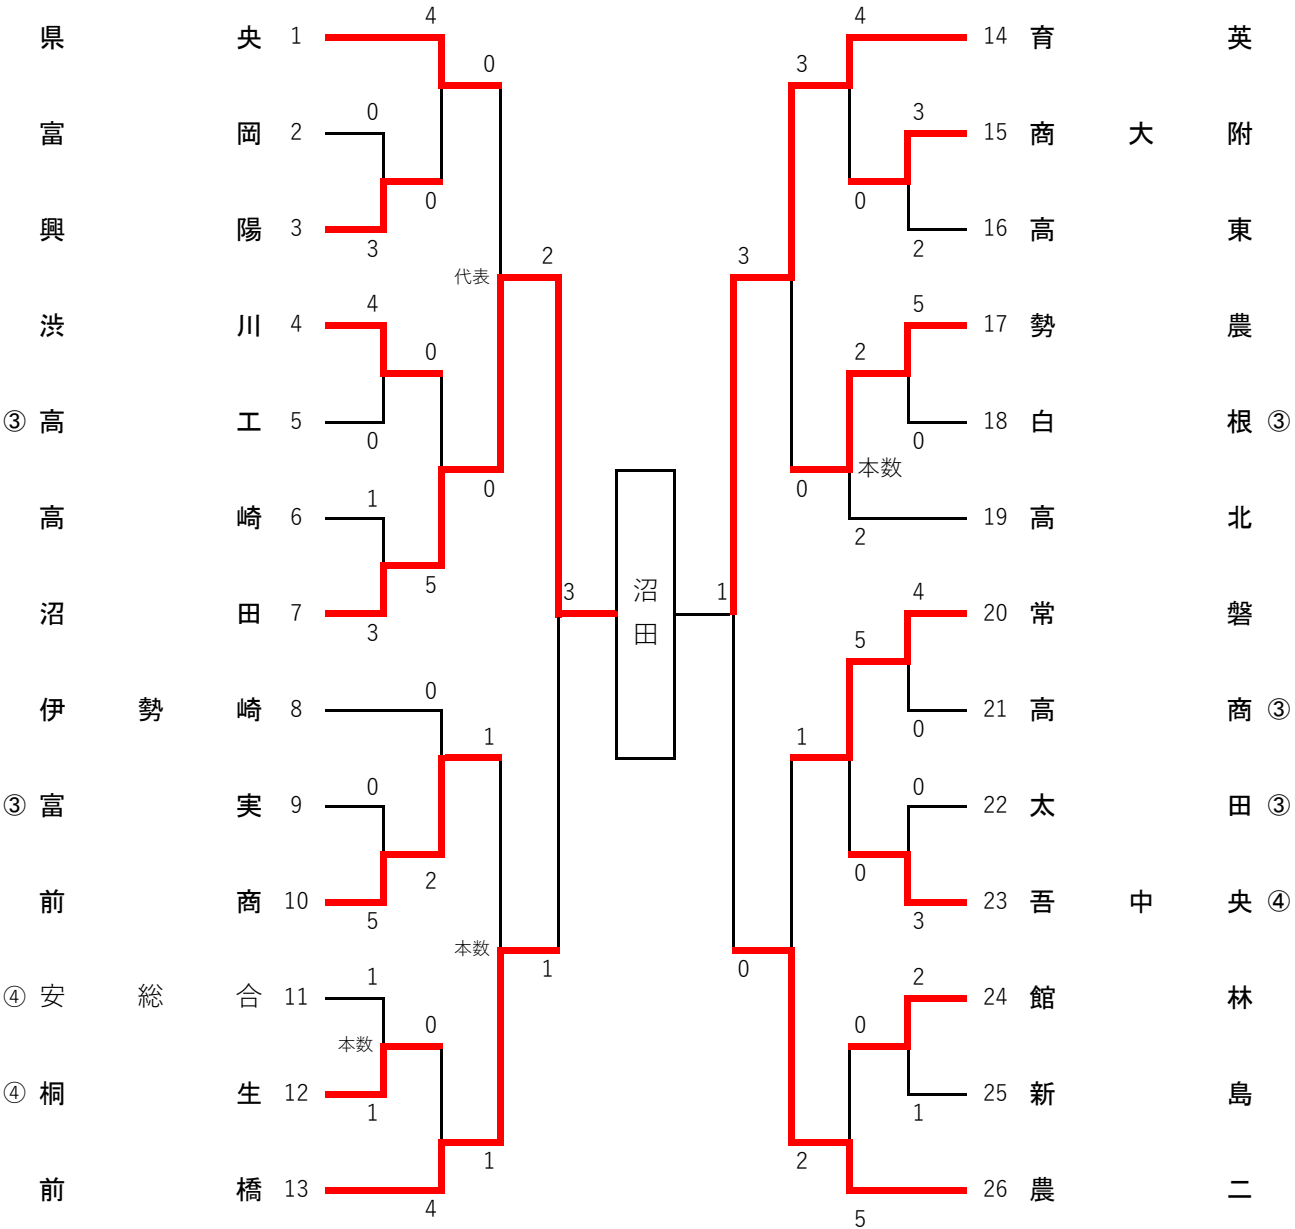 県央 1
富岡 2
興陽 3
渋川 4
③ 高工 5
高崎 6
沼田 7
伊勢崎 8
③ 富実 9
前商 10
④ 安総合 11
④ 桐生 12
前橋 13
4
0
0
0
3
代表
2
4
0
0
1
0
5
3
3
0
1
0
2
5
本数
1
1
0
本数
1
1
4
沼田
4
3
3
0
2
3
5
2
0
本数
0
2
1
4
5
0
1
0
0
3
0
2
0
1
2
5
14 育英
15 商大附
16 高東
17 勢農
18 白根 ③
19 高北
20 常磐
21 高商 ③
22 太田 ③
23 吾中央 ④
24 館林
25 新島
26 農二